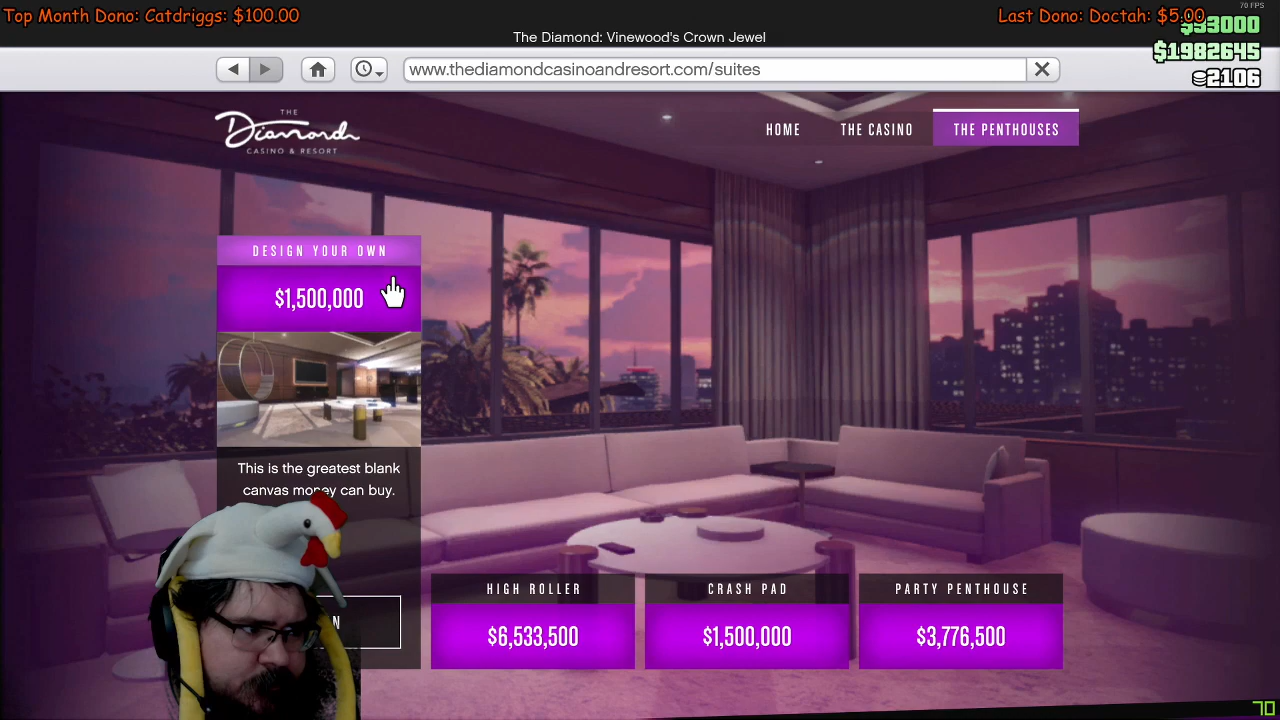 Top Month Dono: Catdriggs: $100.00
Last Dono: Doctah: $5.00
70 FPS
$93000
The Diamond: Vinewood's Crown Jewel
$1982645
www.thediamondcasinoandresort.com/suites
2106
THE
Diamond
CASINO & RESORT
HOME
THE CASINO
THE PENTHOUSES
DESIGN YOUR OWN
$1,500,000
This is the greatest blank
canvas money can buy.
N
HIGH ROLLER
$6,533,500
CRASH PAD
$1,500,000
PARTY PENTHOUSE
$3,776,500
70